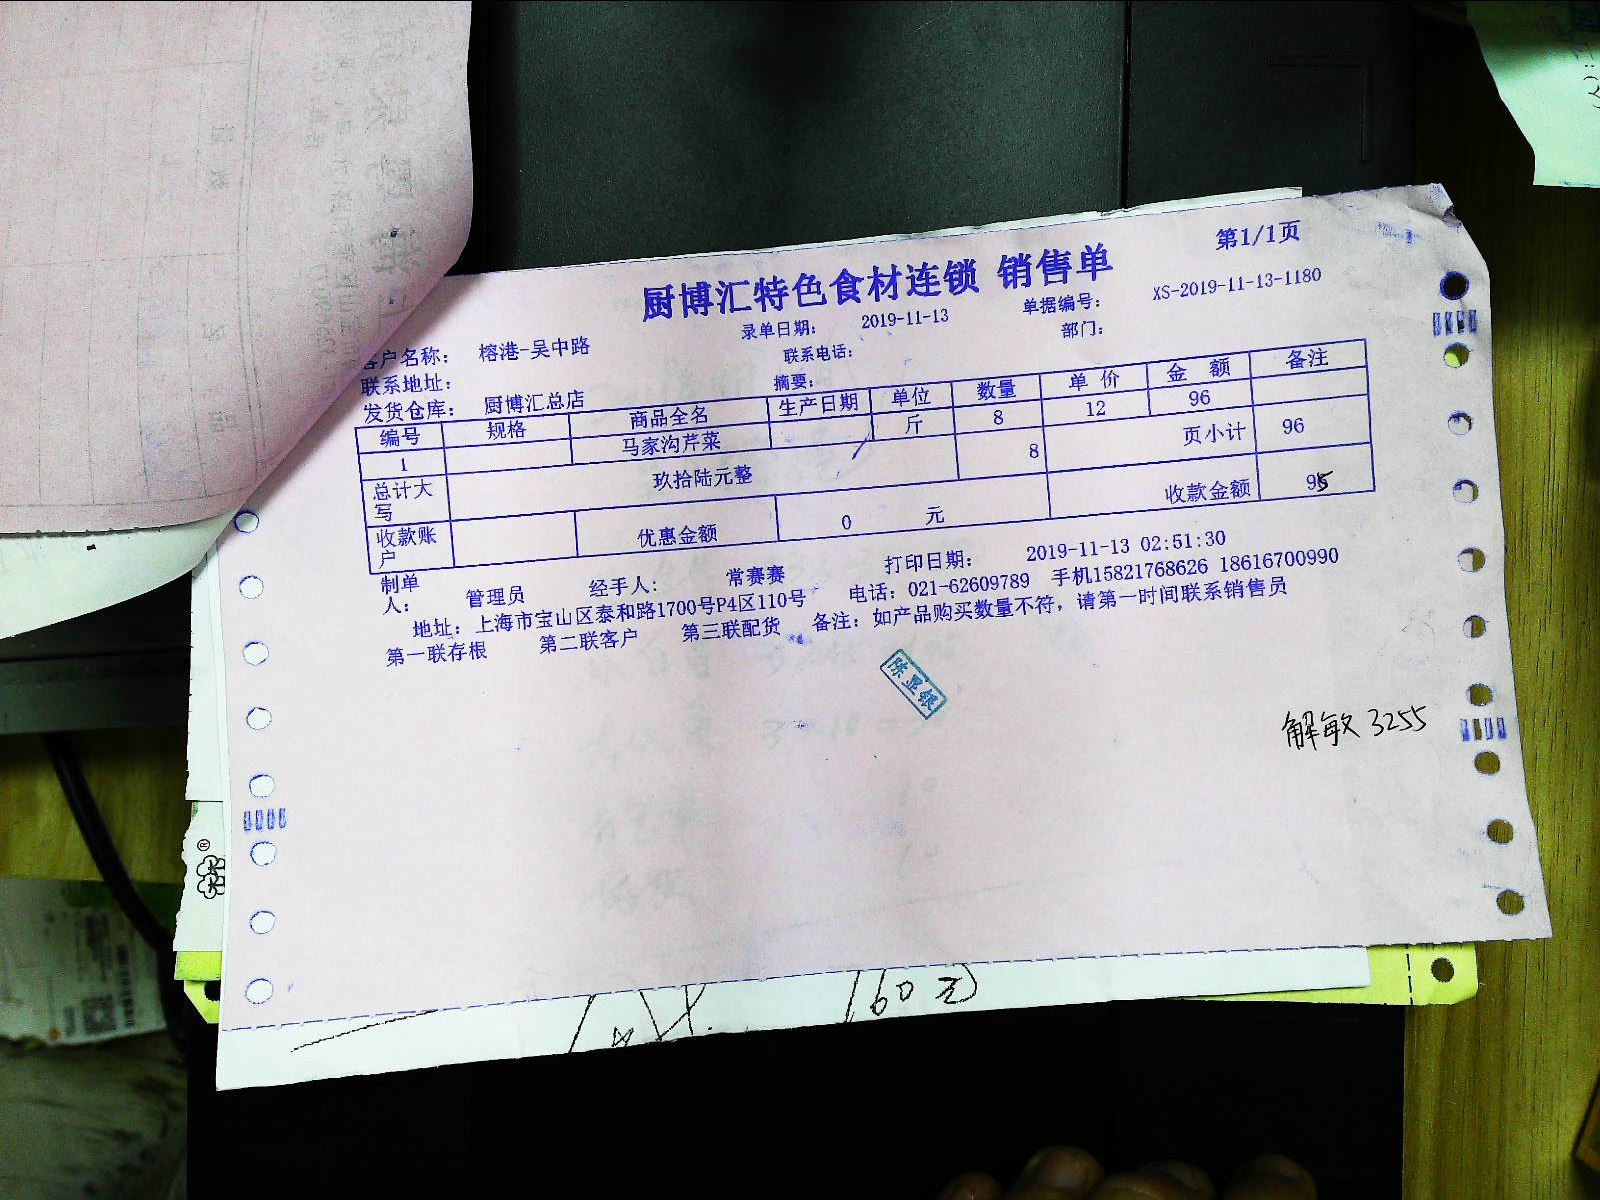 厨博汇特色食材连锁 销售单
第1/1页
录单日期: 2019-11-13 单据编号: XS-2019-11-13-1180
客户名称: 榕港-吴中路 联系电话: 部门:
联系地址: 摘要:
发货仓库: 厨博汇总店
编号 规格 商品全名 生产日期 单位 数量 单价 金额 备注
1 马家沟芹菜 斤 8 12 96
总计大写 玖拾陆元整 8 页小计 96
收款账户 优惠金额 0 元 收款金额 95
制单人: 管理员 经手人: 常赛赛 打印日期: 2019-11-13 02:51:30
地址: 上海市宝山区泰和路1700号P4区110号 电话: 021-62609789 手机15821768626 18616700990
第一联存根 第二联客户 第三联配货 备注: 如产品购买数量不符，请第一时间联系销售员
陈亚银
解敏 3255
160元